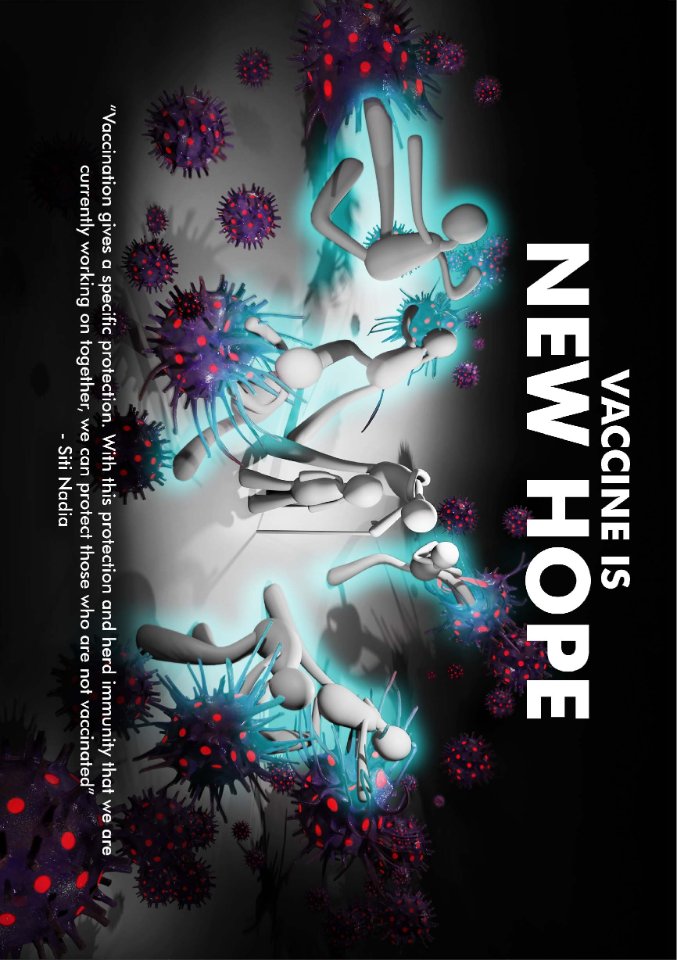 VACCINE IS
NEW HOPE
“Vaccination gives a specific protection. With this protection and herd immunity that we are
currently working on together, we can protect those who are not vaccinated”
- Siti Nadia